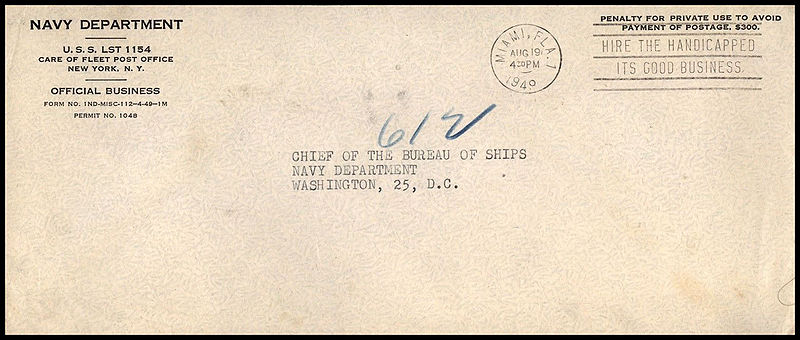 NAVY DEPARTMENT
U.S.S. LST 1154
CARE OF FLEET POST OFFICE
NEW YORK, N. Y.
OFFICIAL BUSINESS
FORM NO. 1ND-MISC-112-4-49-1M
PERMIT NO. 1048
MIAMI, FLA. 1
AUG 19
4 30 PM
1949
PENALTY FOR PRIVATE USE TO AVOID
PAYMENT OF POSTAGE, $300.
HIRE THE HANDICAPPED
ITS GOOD BUSINESS
612
CHIEF OF THE BUREAU OF SHIPS
NAVY DEPARTMENT
WASHINGTON, 25, D.C.